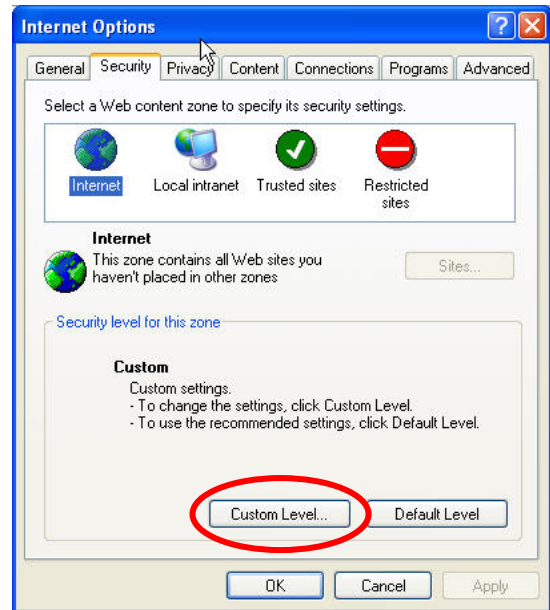 Internet Options
General Security Privacy Content Connections Programs Advanced
Select a Web content zone to specify its security settings.
Internet Local intranet Trusted sites Restricted
sites
Internet
This zone contains all Web sites you
haven't placed in other zones
Sites...
Security level for this zone
Custom
Custom settings.
- To change the settings, click Custom Level.
- To use the recommended settings, click Default Level.
Custom Level... Default Level
OK Cancel Apply